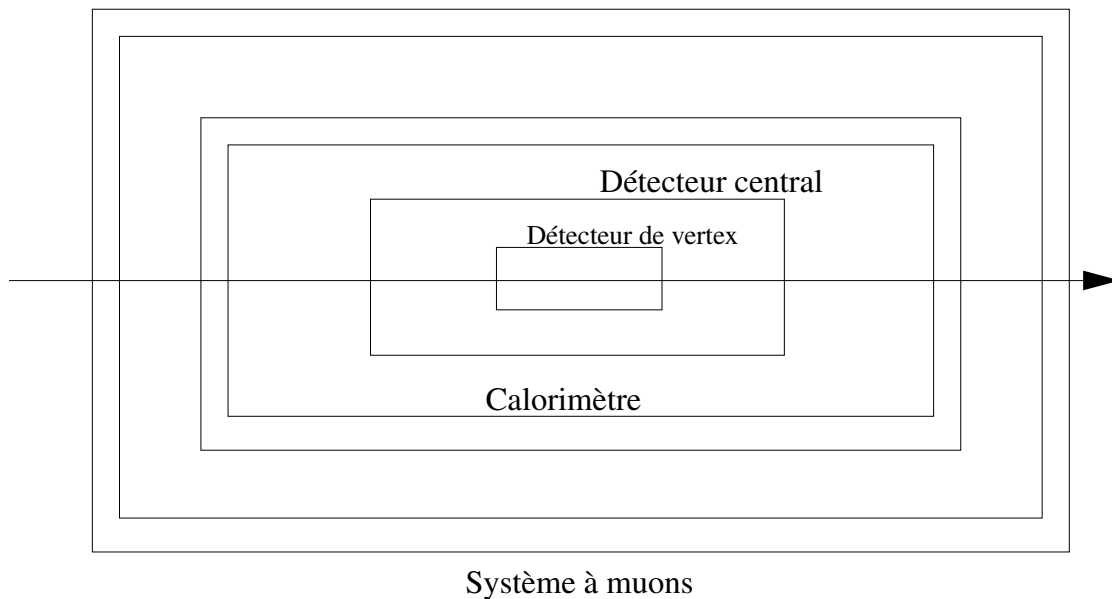 Détecteur central
Détecteur de vertex
Calorimètre
Système à muons